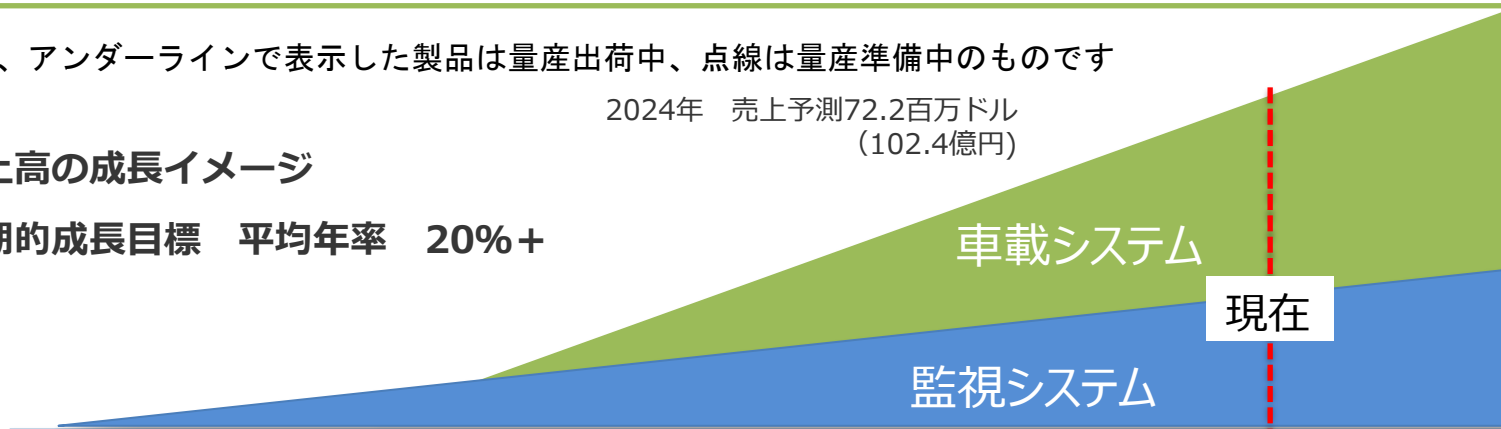 、アンダーラインで表示した製品は量産出荷中、点線は量産準備中のものです
2024年　売上予測72.2百万ドル
（102.4億円)
上高の成長イメージ
期的成長目標　平均年率　20%＋
車載システム
現在
監視システム